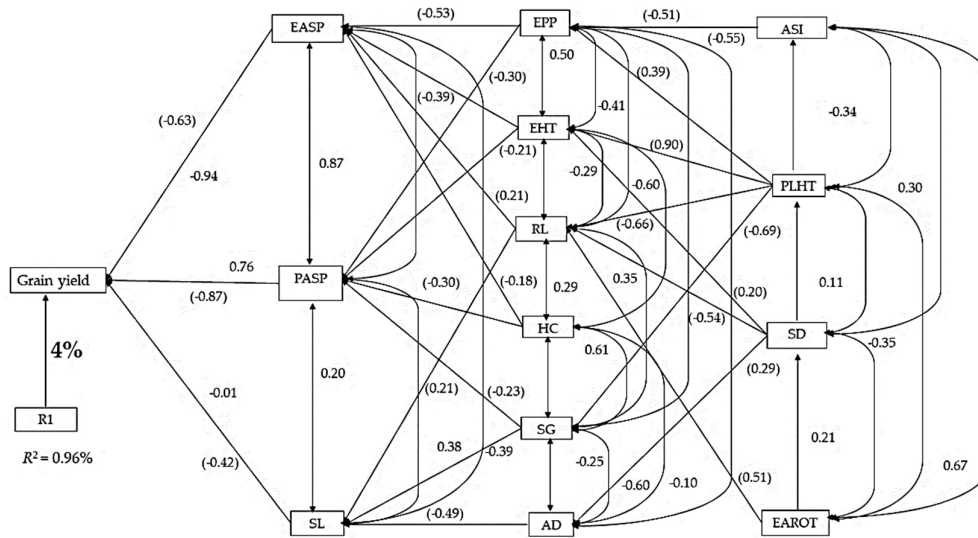 (-0.53)
EPP
(-0.51)
EASP
ASI
(-0.55)
0.50
(-0.30)
(0.39)
(-0.39)
-0.41
-0.34
(-0.63)
EHT
(-0.21)
(0.90)
0.87
-0.29
-0.60
-0.94
PLHT
0.30
(0.21)
RL
(-0.66)
(-0.69)
0.76
Grain yield
PASP
(-0.30)
(-0.18)
0.35
0.11
(-0.87)
0.29
(0.20)
(-0.54)
HC
SD
-0.35
4%
0.61
0.20
(0.21)
(-0.23)
(0.29)
-0.01
R1
SG
0.21
0.38
-0.39
R² = 0.96%
(-0.42)
-0.25
-0.60
-0.10
(0.51)
0.67
(-0.49)
SL
AD
EAROT